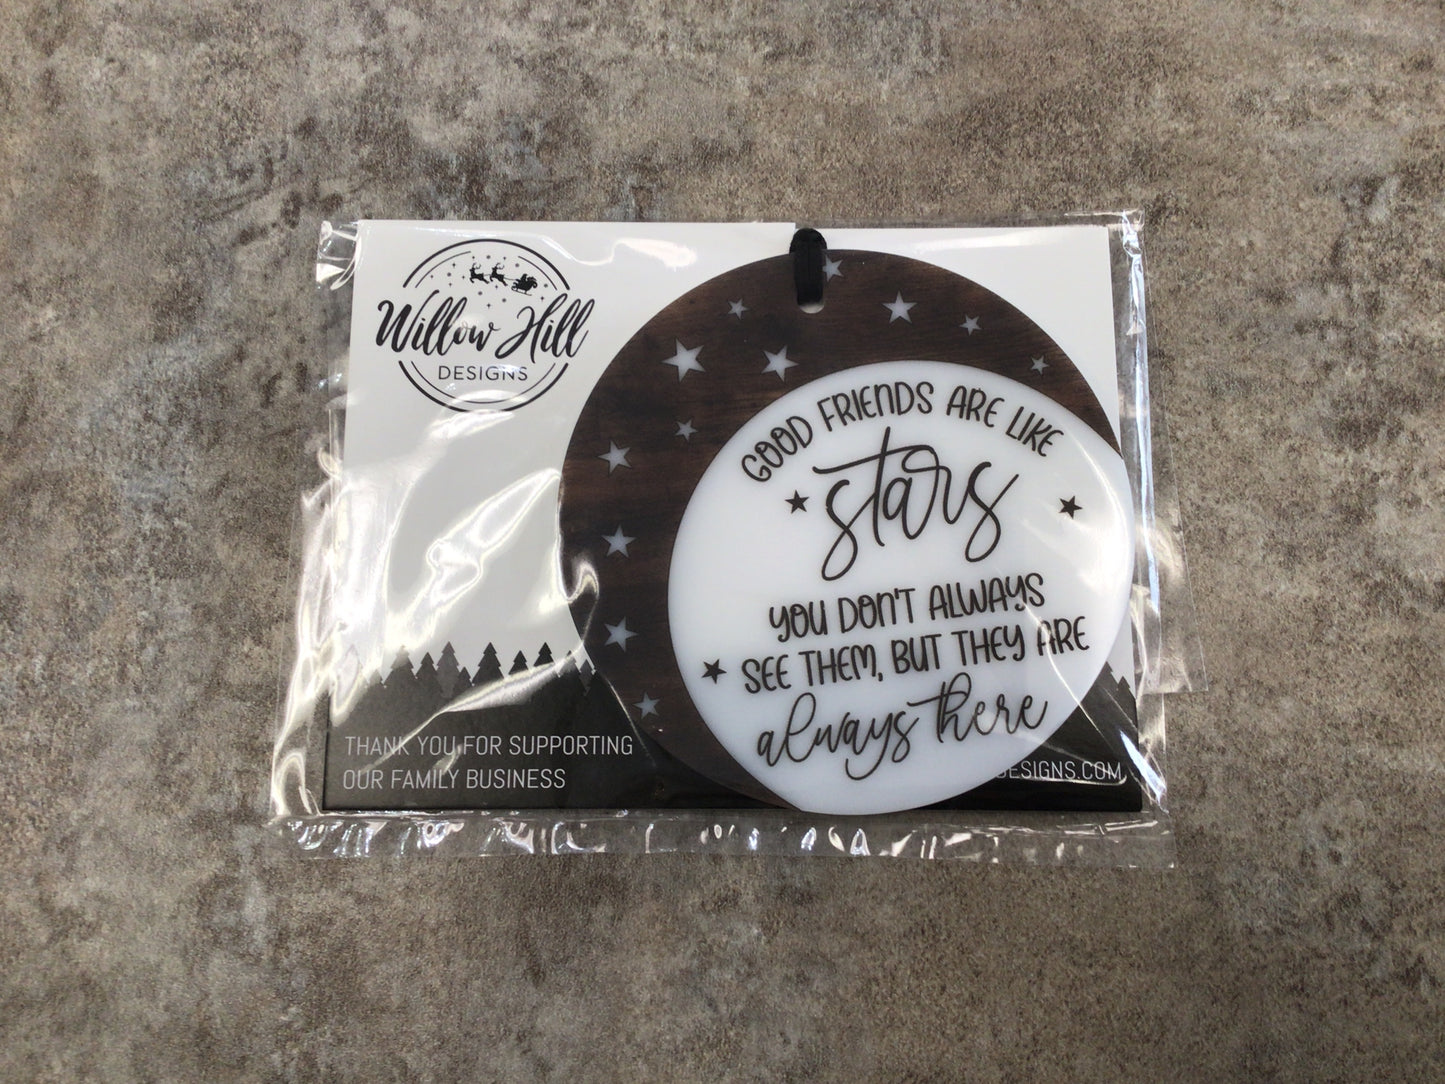 Willow Hill
DESIGNS
GOOD FRIENDS ARE LIKE
stars
YOU DON'T ALWAYS
SEE THEM, BUT THEY ARE
always there
THANK YOU FOR SUPPORTING
OUR FAMILY BUSINESS
DESIGNS.COM